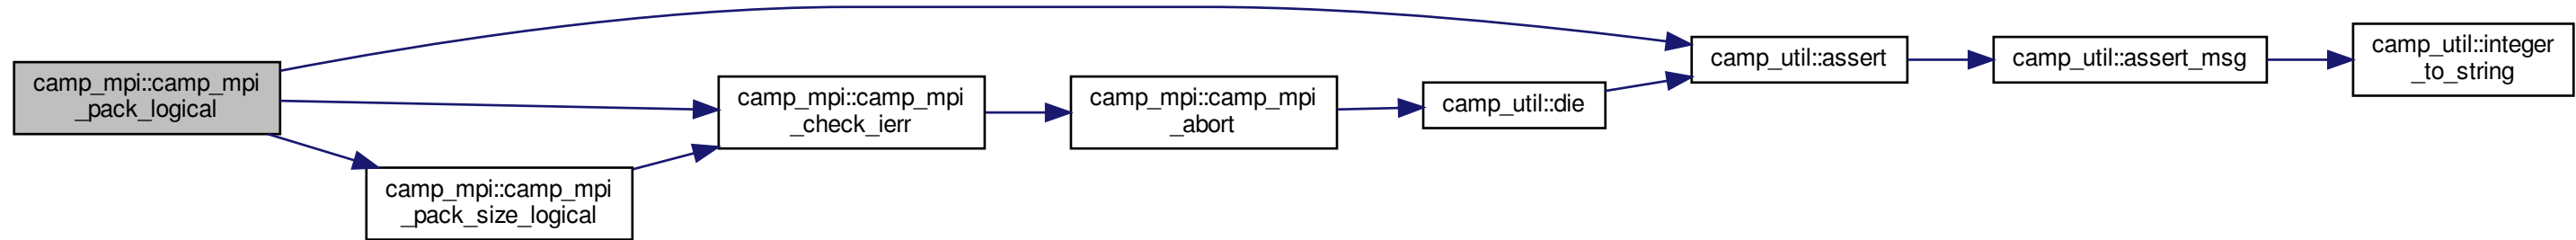 camp_mpi::camp_mpi
_pack_logical
camp_mpi::camp_mpi
_pack_size_logical
camp_mpi::camp_mpi
_check_ierr
camp_mpi::camp_mpi
_abort
camp_util::die
camp_util::assert
camp_util::assert_msg
camp_util::integer
_to_string